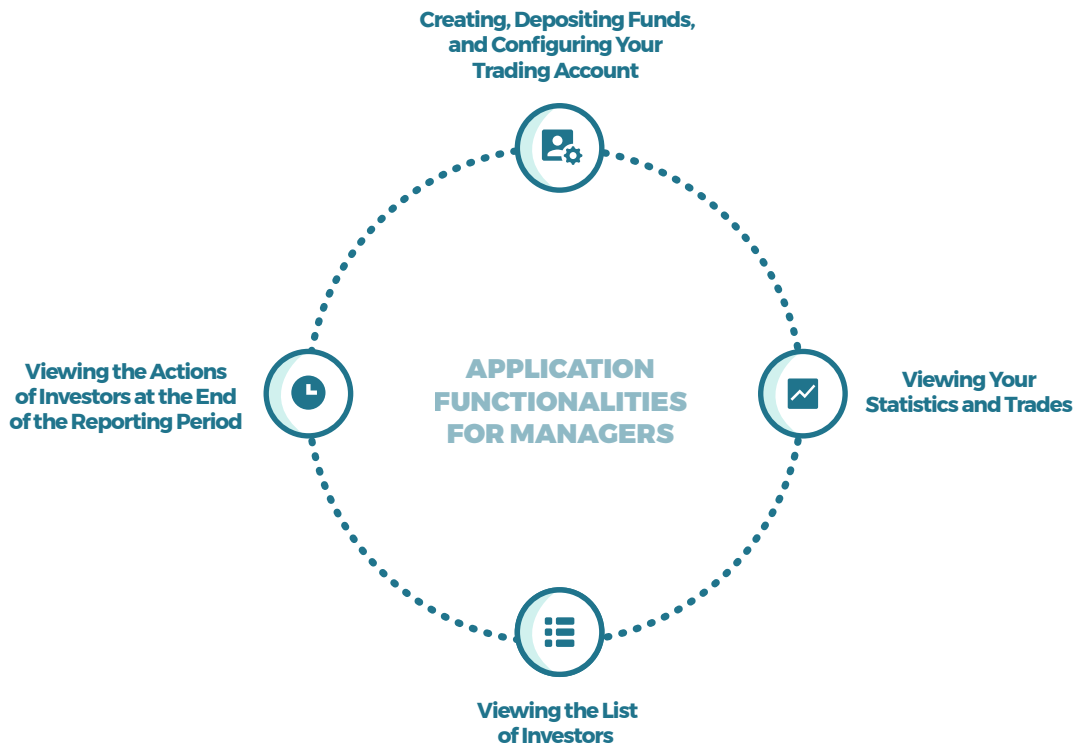 Creating, Depositing Funds,
and Configuring Your
Trading Account
Viewing the Actions
of Investors at the End
of the Reporting Period
APPLICATION
FUNCTIONALITIES
FOR MANAGERS
Viewing Your
Statistics and Trades
Viewing the List
of Investors